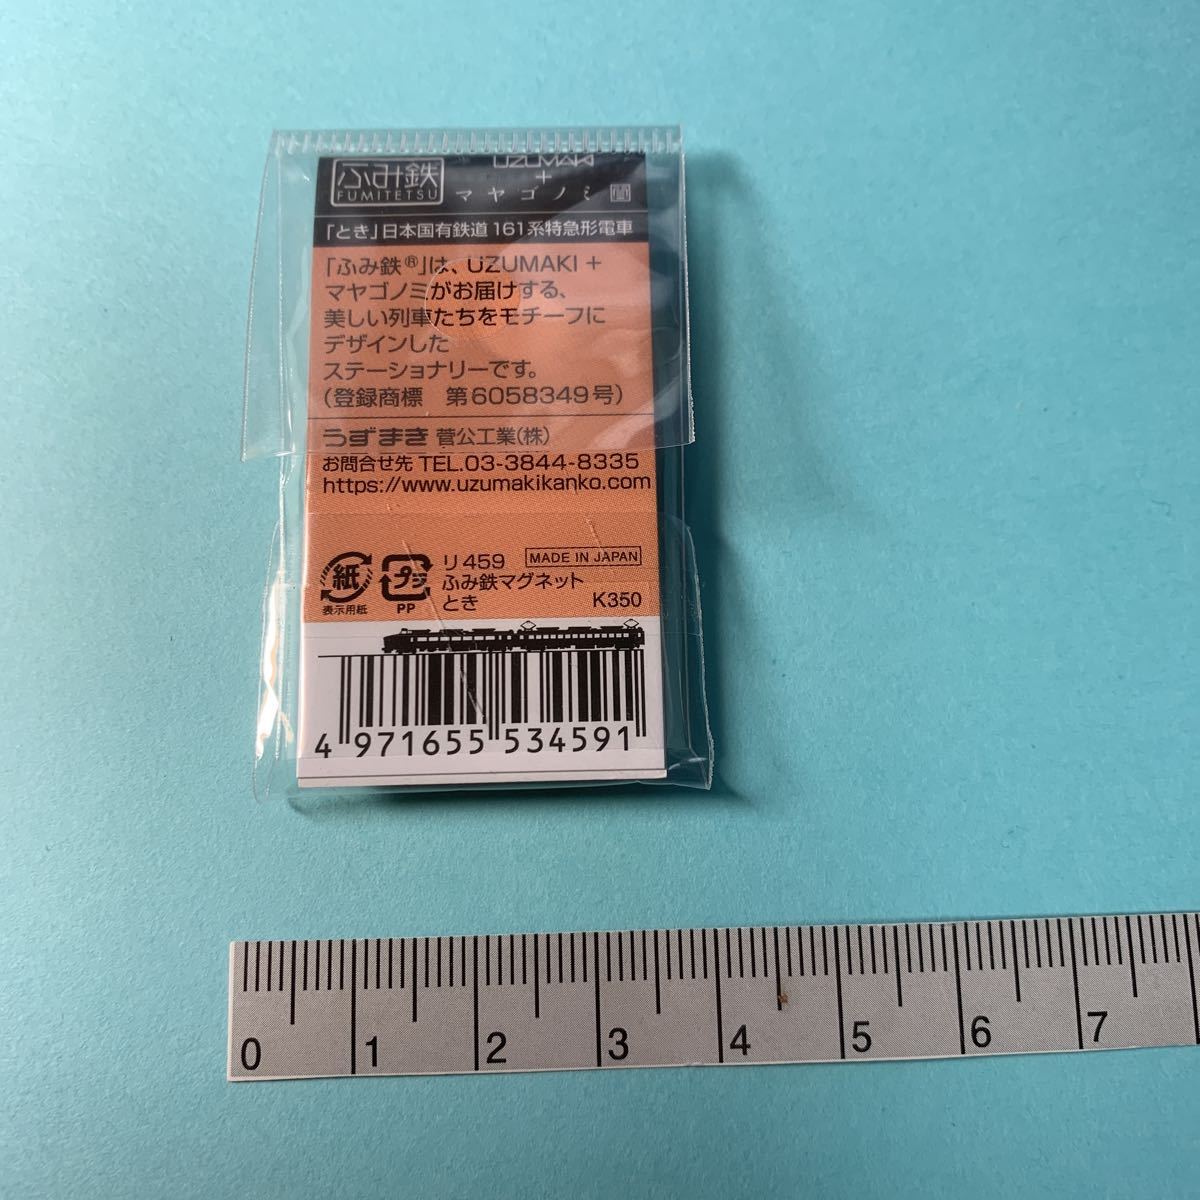 ふみ鉄
FUMITETSU
UZUMAKI
+
マヤゴノミ
「とき」日本国有鉄道 161系特急形電車
「ふみ鉄®」は、UZUMAKI +
マヤゴノミがお届けする、
美しい列車たちをモチーフに
デザインした
ステーショナリーです。
(登録商標 第6058349号)
うずまき 菅公工業(株)
お問合せ先 TEL.03-3844-8335
https://www.uzumakikanko.com
紙
表示用紙
プラ
PP
リ459
MADE IN JAPAN
ふみ鉄マグネット
とき
K350
4 971655 534591
0 1 2 3 4 5 6 7